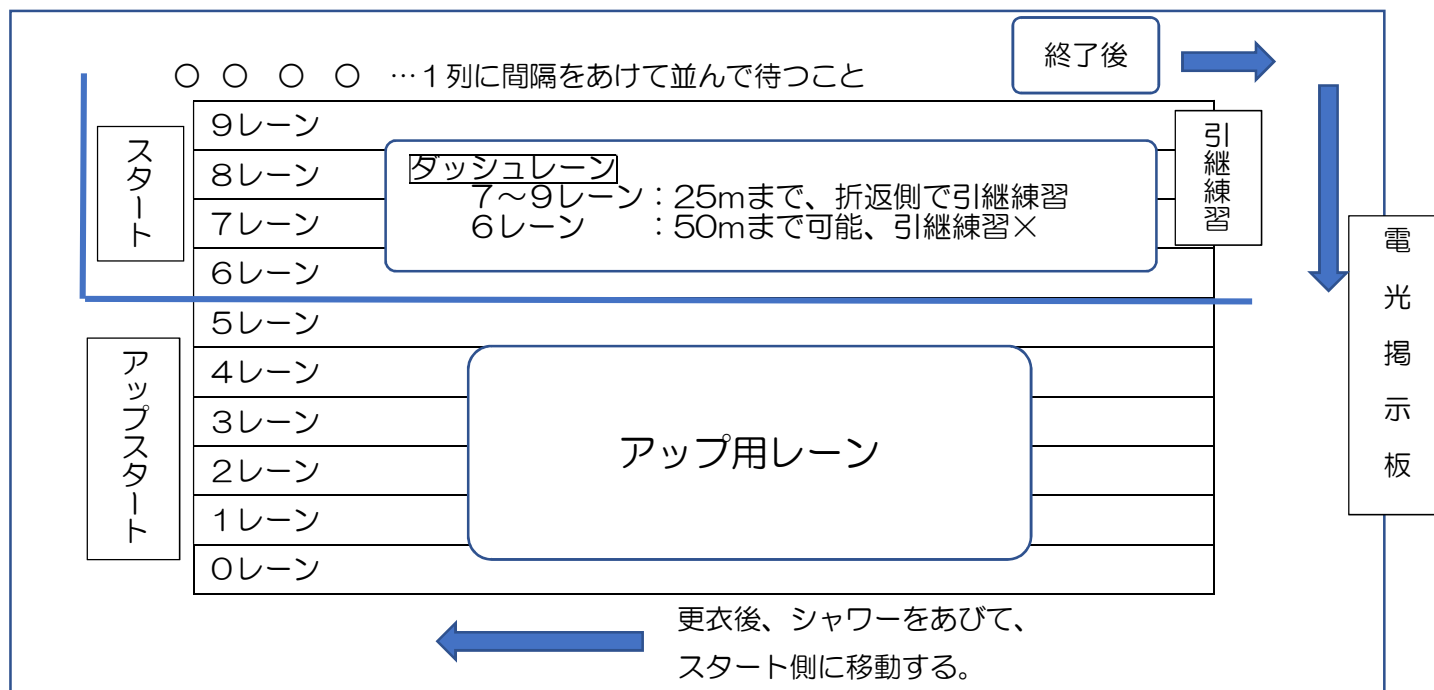 終了後
○ ○ ○ ○ …１列に間隔をあけて並んで待つこと
スタート
９レーン
８レーン
７レーン
６レーン
ダッシュレーン
７～９レーン：25mまで、折返側で引継練習
６レーン　　：50mまで可能、引継練習×
引継練習
電光掲示板
アップスタート
５レーン
４レーン
３レーン
２レーン
１レーン
０レーン
アップ用レーン
更衣後、シャワーをあびて、
スタート側に移動する。